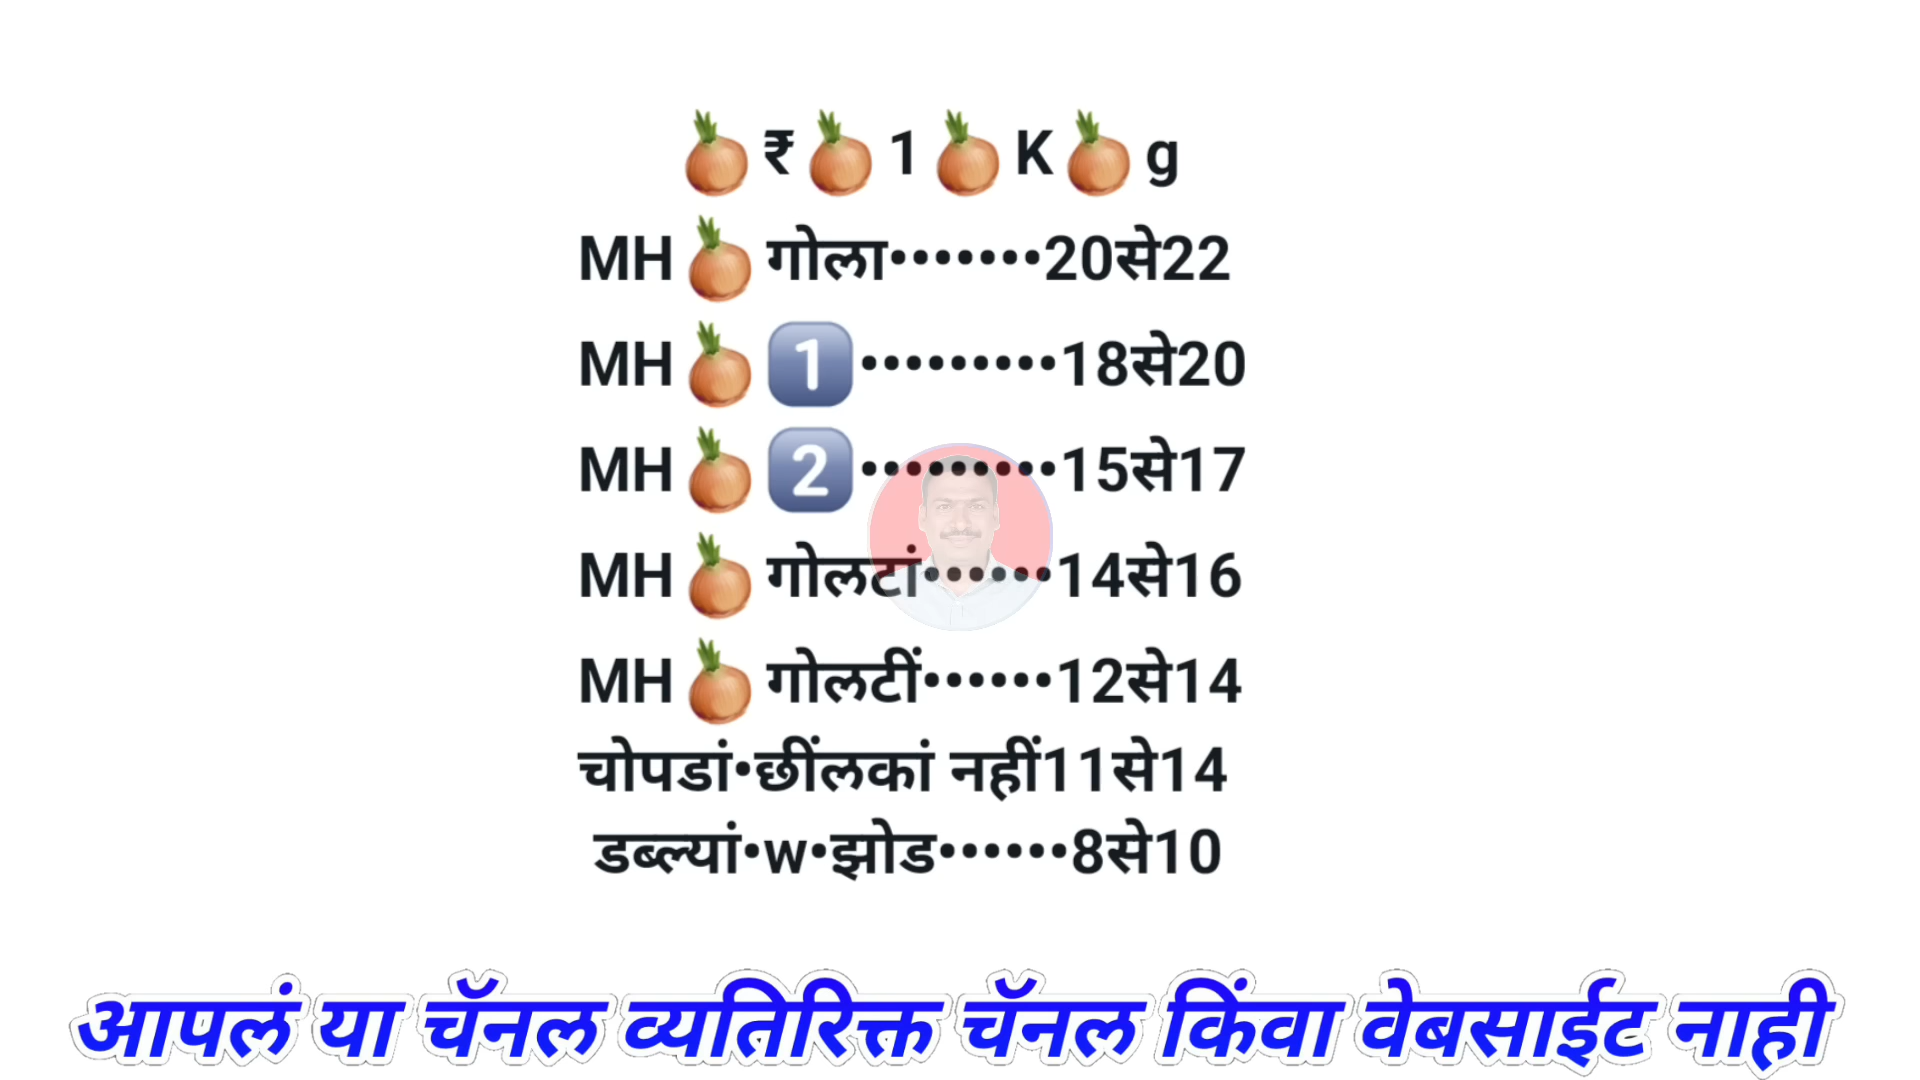 🧅₹🧅1🧅K🧅g
MH🧅गोला•••••••20से22
MH🧅1️⃣•••••••••18से20
MH🧅2️⃣•••••••••15से17
MH🧅गोलटां••••••14से16
MH🧅गोलटीं••••••12से14
चोपडां•छींलकां नहीं11से14
डब्ल्यां•w•झोड••••••8से10
आपलं या चॅनल व्यतिरिक्त चॅनल किंवा वेबसाईट नाही